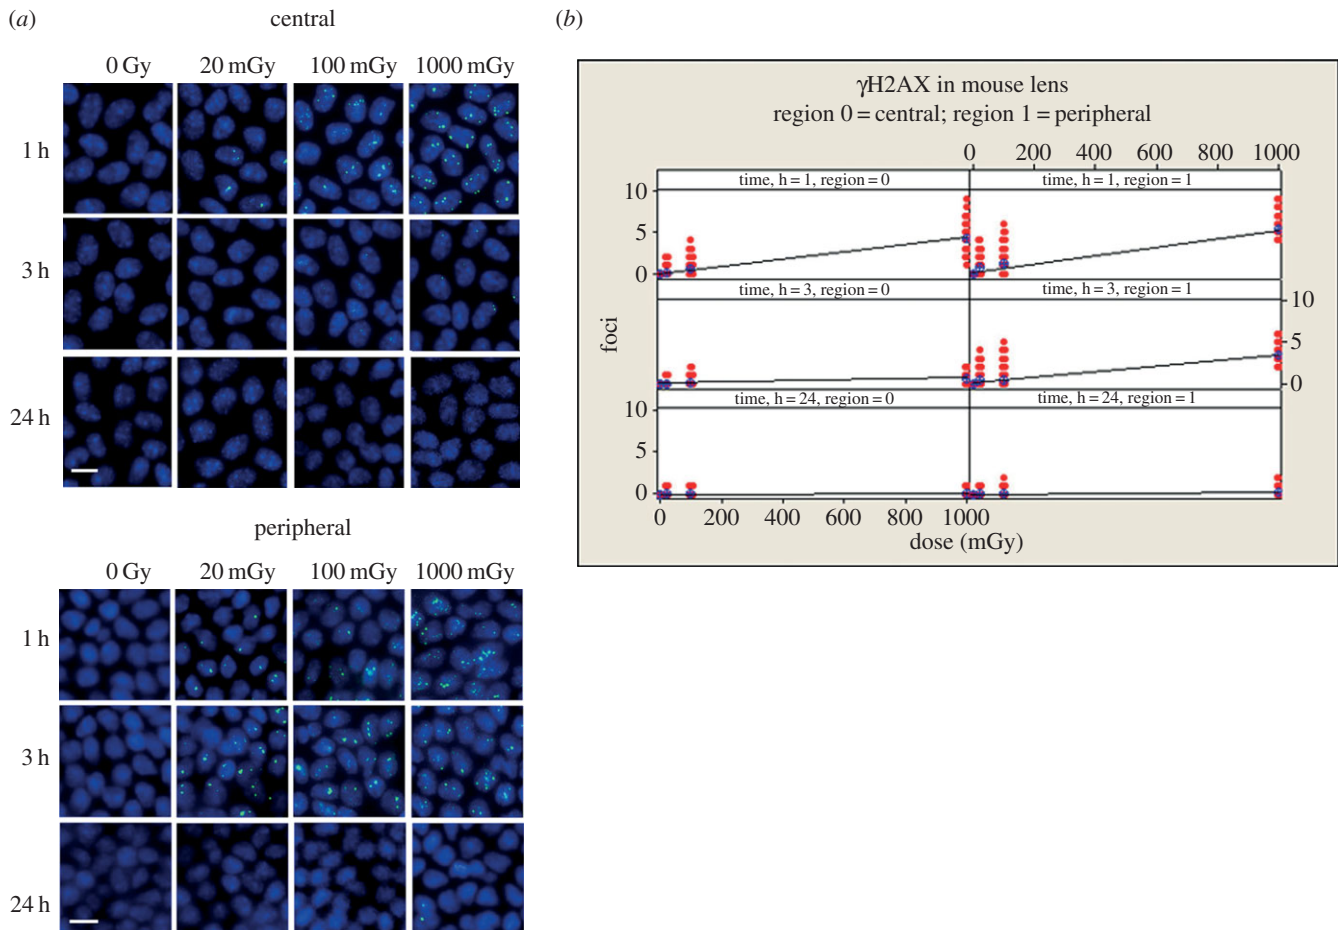 (a)
central
0 Gy 20 mGy 100 mGy 1000 mGy
1 h
3 h
24 h
peripheral
0 Gy 20 mGy 100 mGy 1000 mGy
1 h
3 h
24 h
(b)
γH2AX in mouse lens
region 0 = central; region 1 = peripheral
0 200 400 600 800 1000
time, h = 1, region = 0 time, h = 1, region = 1
10
5
0
time, h = 3, region = 0 time, h = 3, region = 1
10
5
0
foci
time, h = 24, region = 0 time, h = 24, region = 1
10
5
0
0 200 400 600 800 1000
dose (mGy)